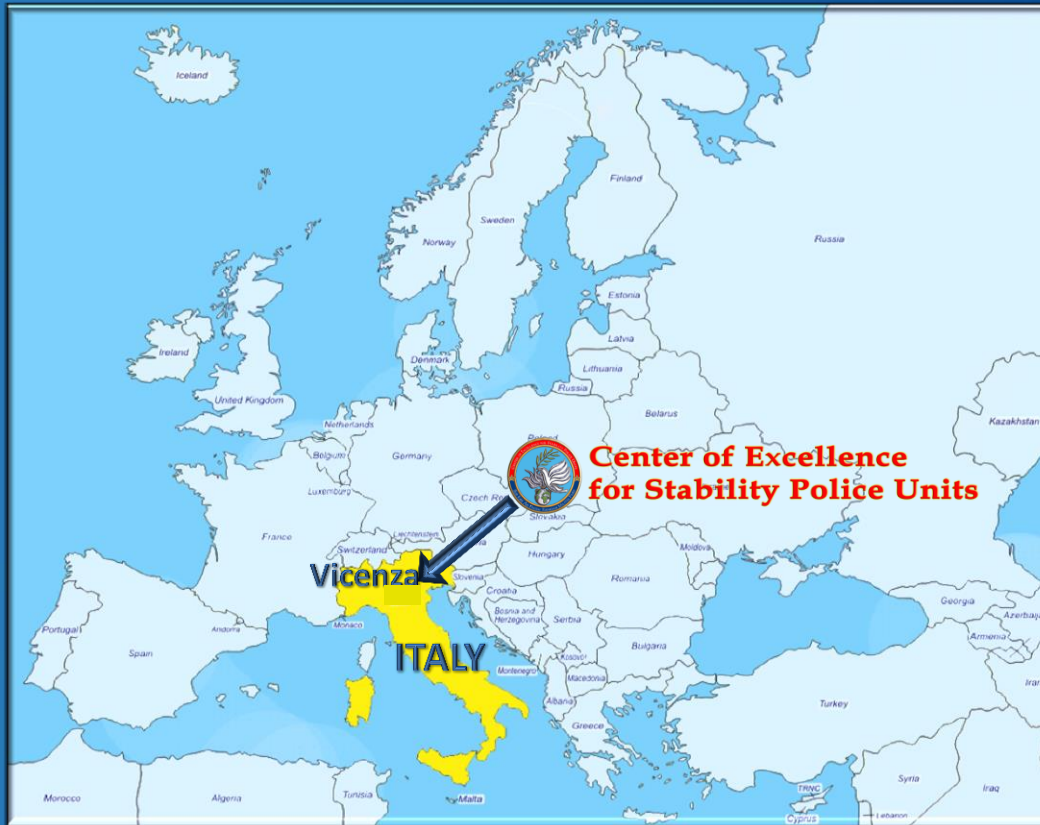 Iceland
Finland
Sweden
Norway
Russia
Estonia
Latvia
Ireland
Denmark
Lithuania
Russia
United Kingdom
Belarus
Netherlands
Kazakhstan
Belgium
Germany
Center of Excellence
for Stability Police Units
Luxemburg
Czech
Slovakia
France
Liechtenstein
Switzerland
Hungary
Moldova
Vicenza
Slovenia
Romania
Croatia
Georgia
Bosnia and
Herzegovina
Serbia
Azerbaij
Portugal
Andorra
Monaco
Armenia
Spain
Bulgaria
ITALY
Kosovo
Montenegro
Macedonia
Iran
Albania
Turkey
Greece
Syria
Morocco
Algeria
Tunisia
Malta
TRNC
Iraq
Cyprus
Lebanon